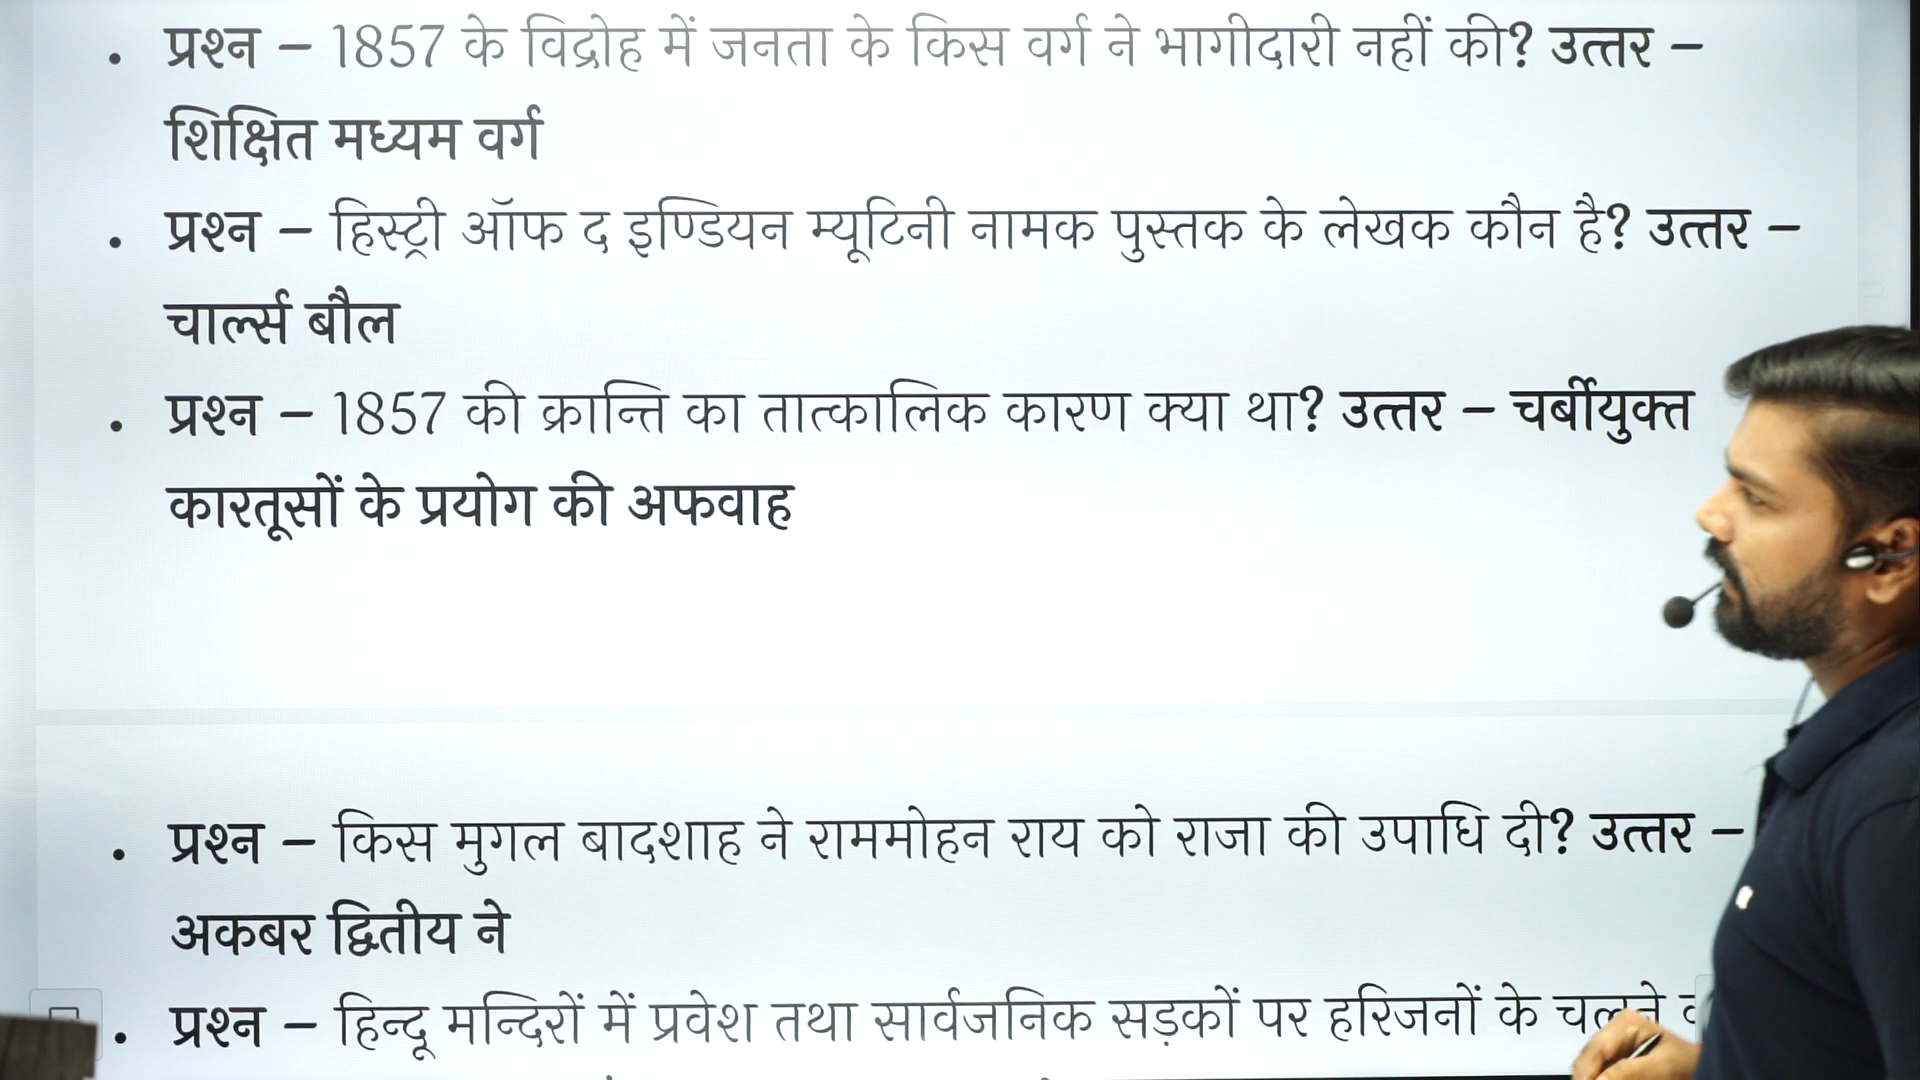 • प्रश्न – 1857 के विद्रोह में जनता के किस वर्ग ने भागीदारी नहीं की? उत्तर –
शिक्षित मध्यम वर्ग
• प्रश्न – हिस्ट्री ऑफ द इण्डियन म्यूटिनी नामक पुस्तक के लेखक कौन है? उत्तर –
चार्ल्स बौल
• प्रश्न – 1857 की क्रान्ति का तात्कालिक कारण क्या था? उत्तर – चर्बीयुक्त
कारतूसों के प्रयोग की अफवाह
• प्रश्न – किस मुगल बादशाह ने राममोहन राय को राजा की उपाधि दी? उत्तर –
अकबर द्वितीय ने
• प्रश्न – हिन्दू मन्दिरों में प्रवेश तथा सार्वजनिक सड़कों पर हरिजनों के चलने